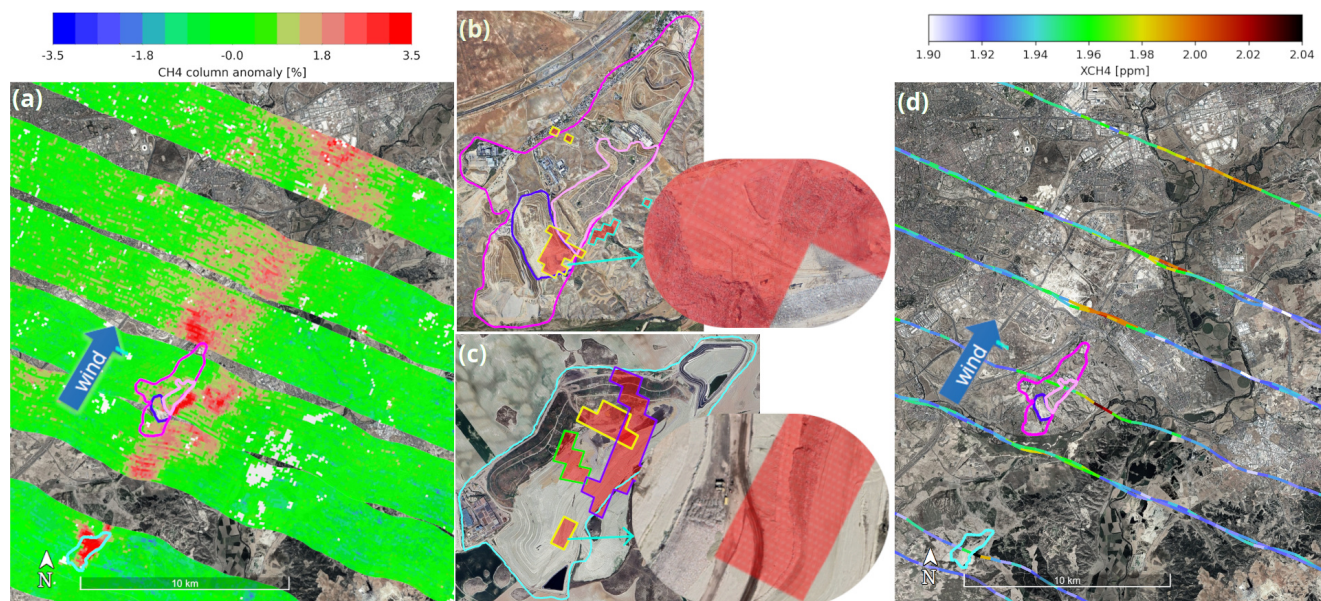 -3.5 -1.8 -0.0 1.8 3.5
CH4 column anomaly [%]
(a)
wind
N
10 km
(b)
(c)
1.90 1.92 1.94 1.96 1.98 2.00 2.02 2.04
XCH4 [ppm]
(d)
wind
N
10 km